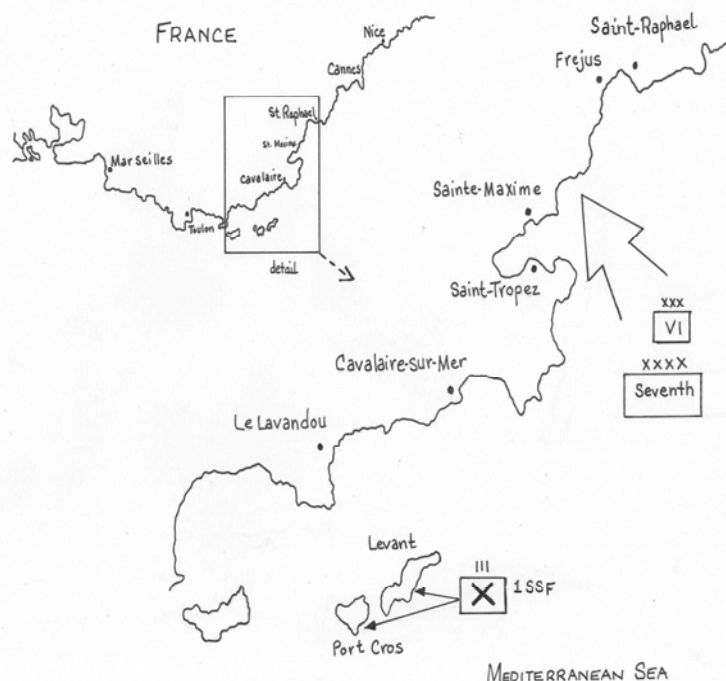 FRANCE
Nice
Cannes
St. Raphael
St. Maxime
Cavalaire
Marseilles
Toulon
detail
Saint-Raphael
Frejus
Sainte-Maxime
Saint-Tropez
xxx
VI
xxxx
Seventh
Cavalaire-sur-Mer
Le Lavandou
Levant
III
1SSF
Port Cros
MEDITERRANEAN SEA